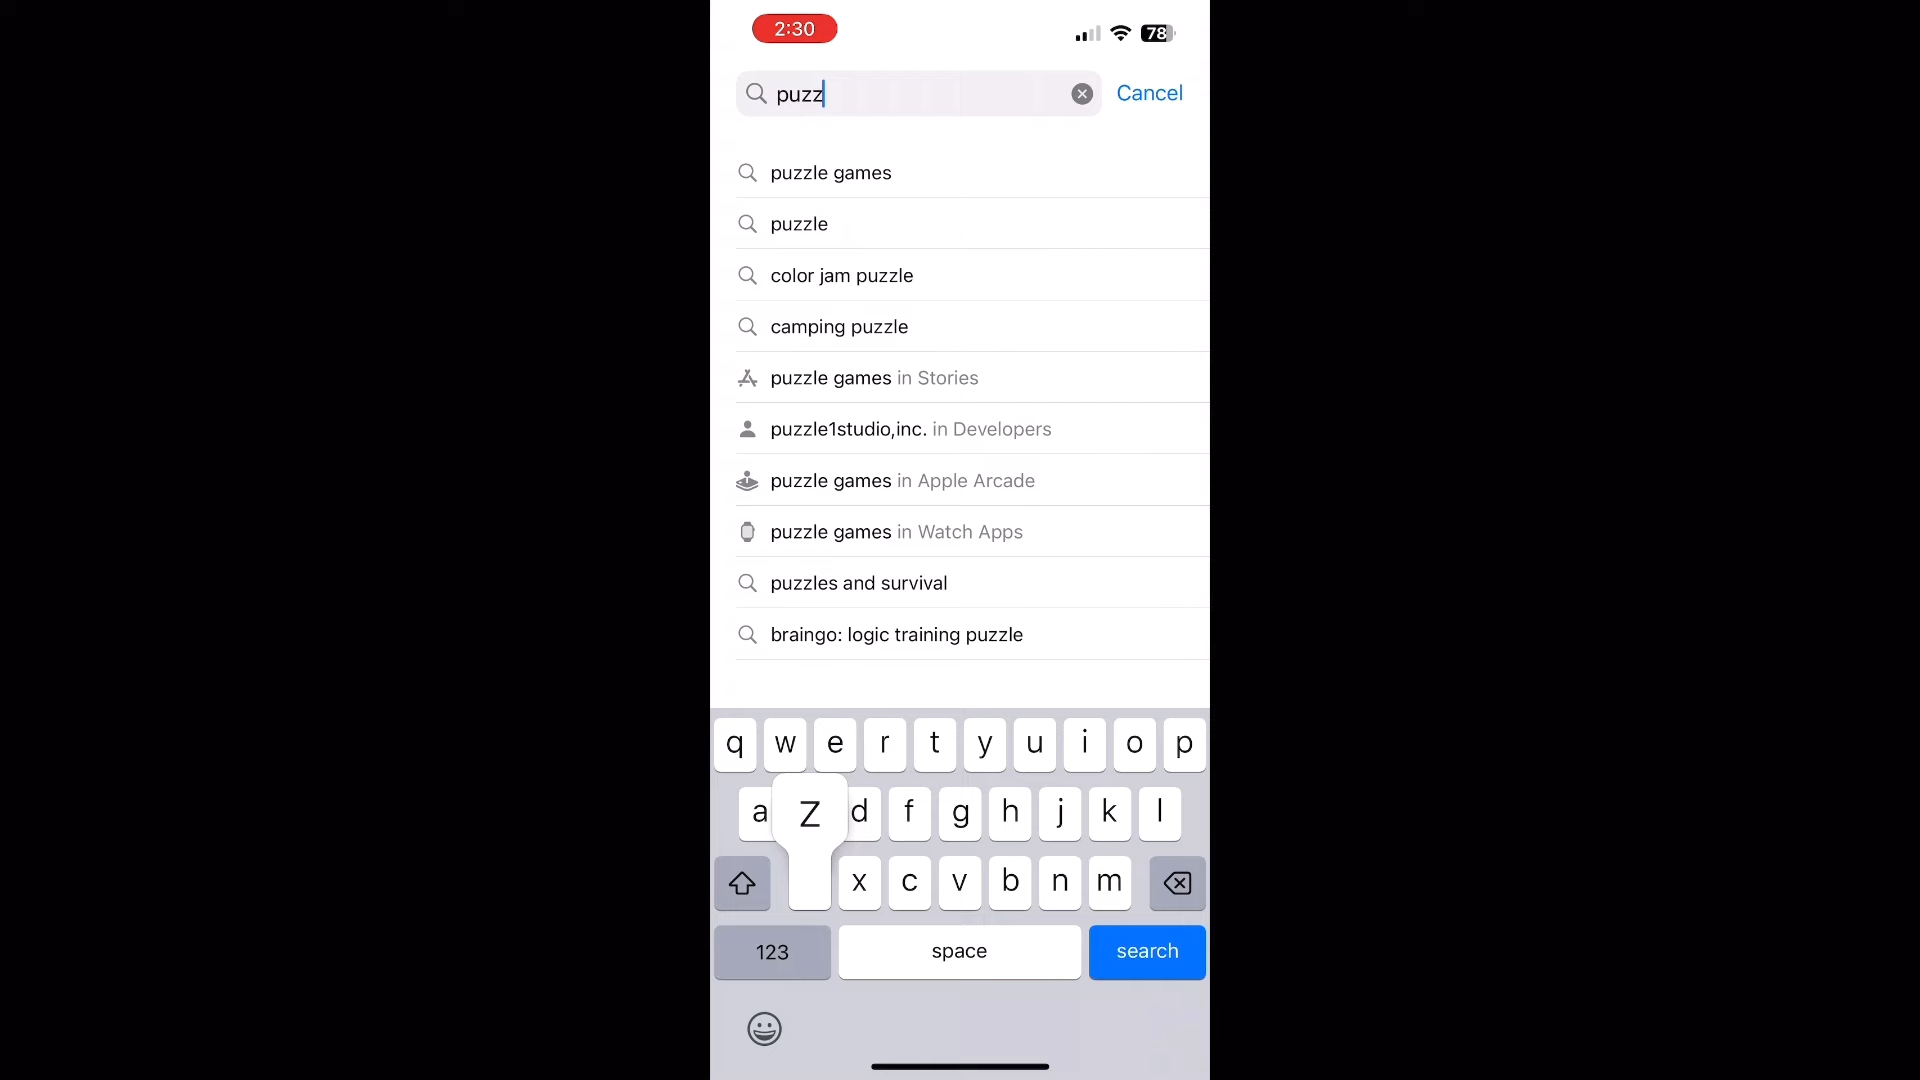 2:30
78
puzz
Cancel
puzzle games
puzzle
color jam puzzle
camping puzzle
puzzle games in Stories
puzzle1studio,inc. in Developers
puzzle games in Apple Arcade
puzzle games in Watch Apps
puzzles and survival
braingo: logic training puzzle
q w e r t y u i o p
a Z d f g h j k l
x c v b n m
123 space search